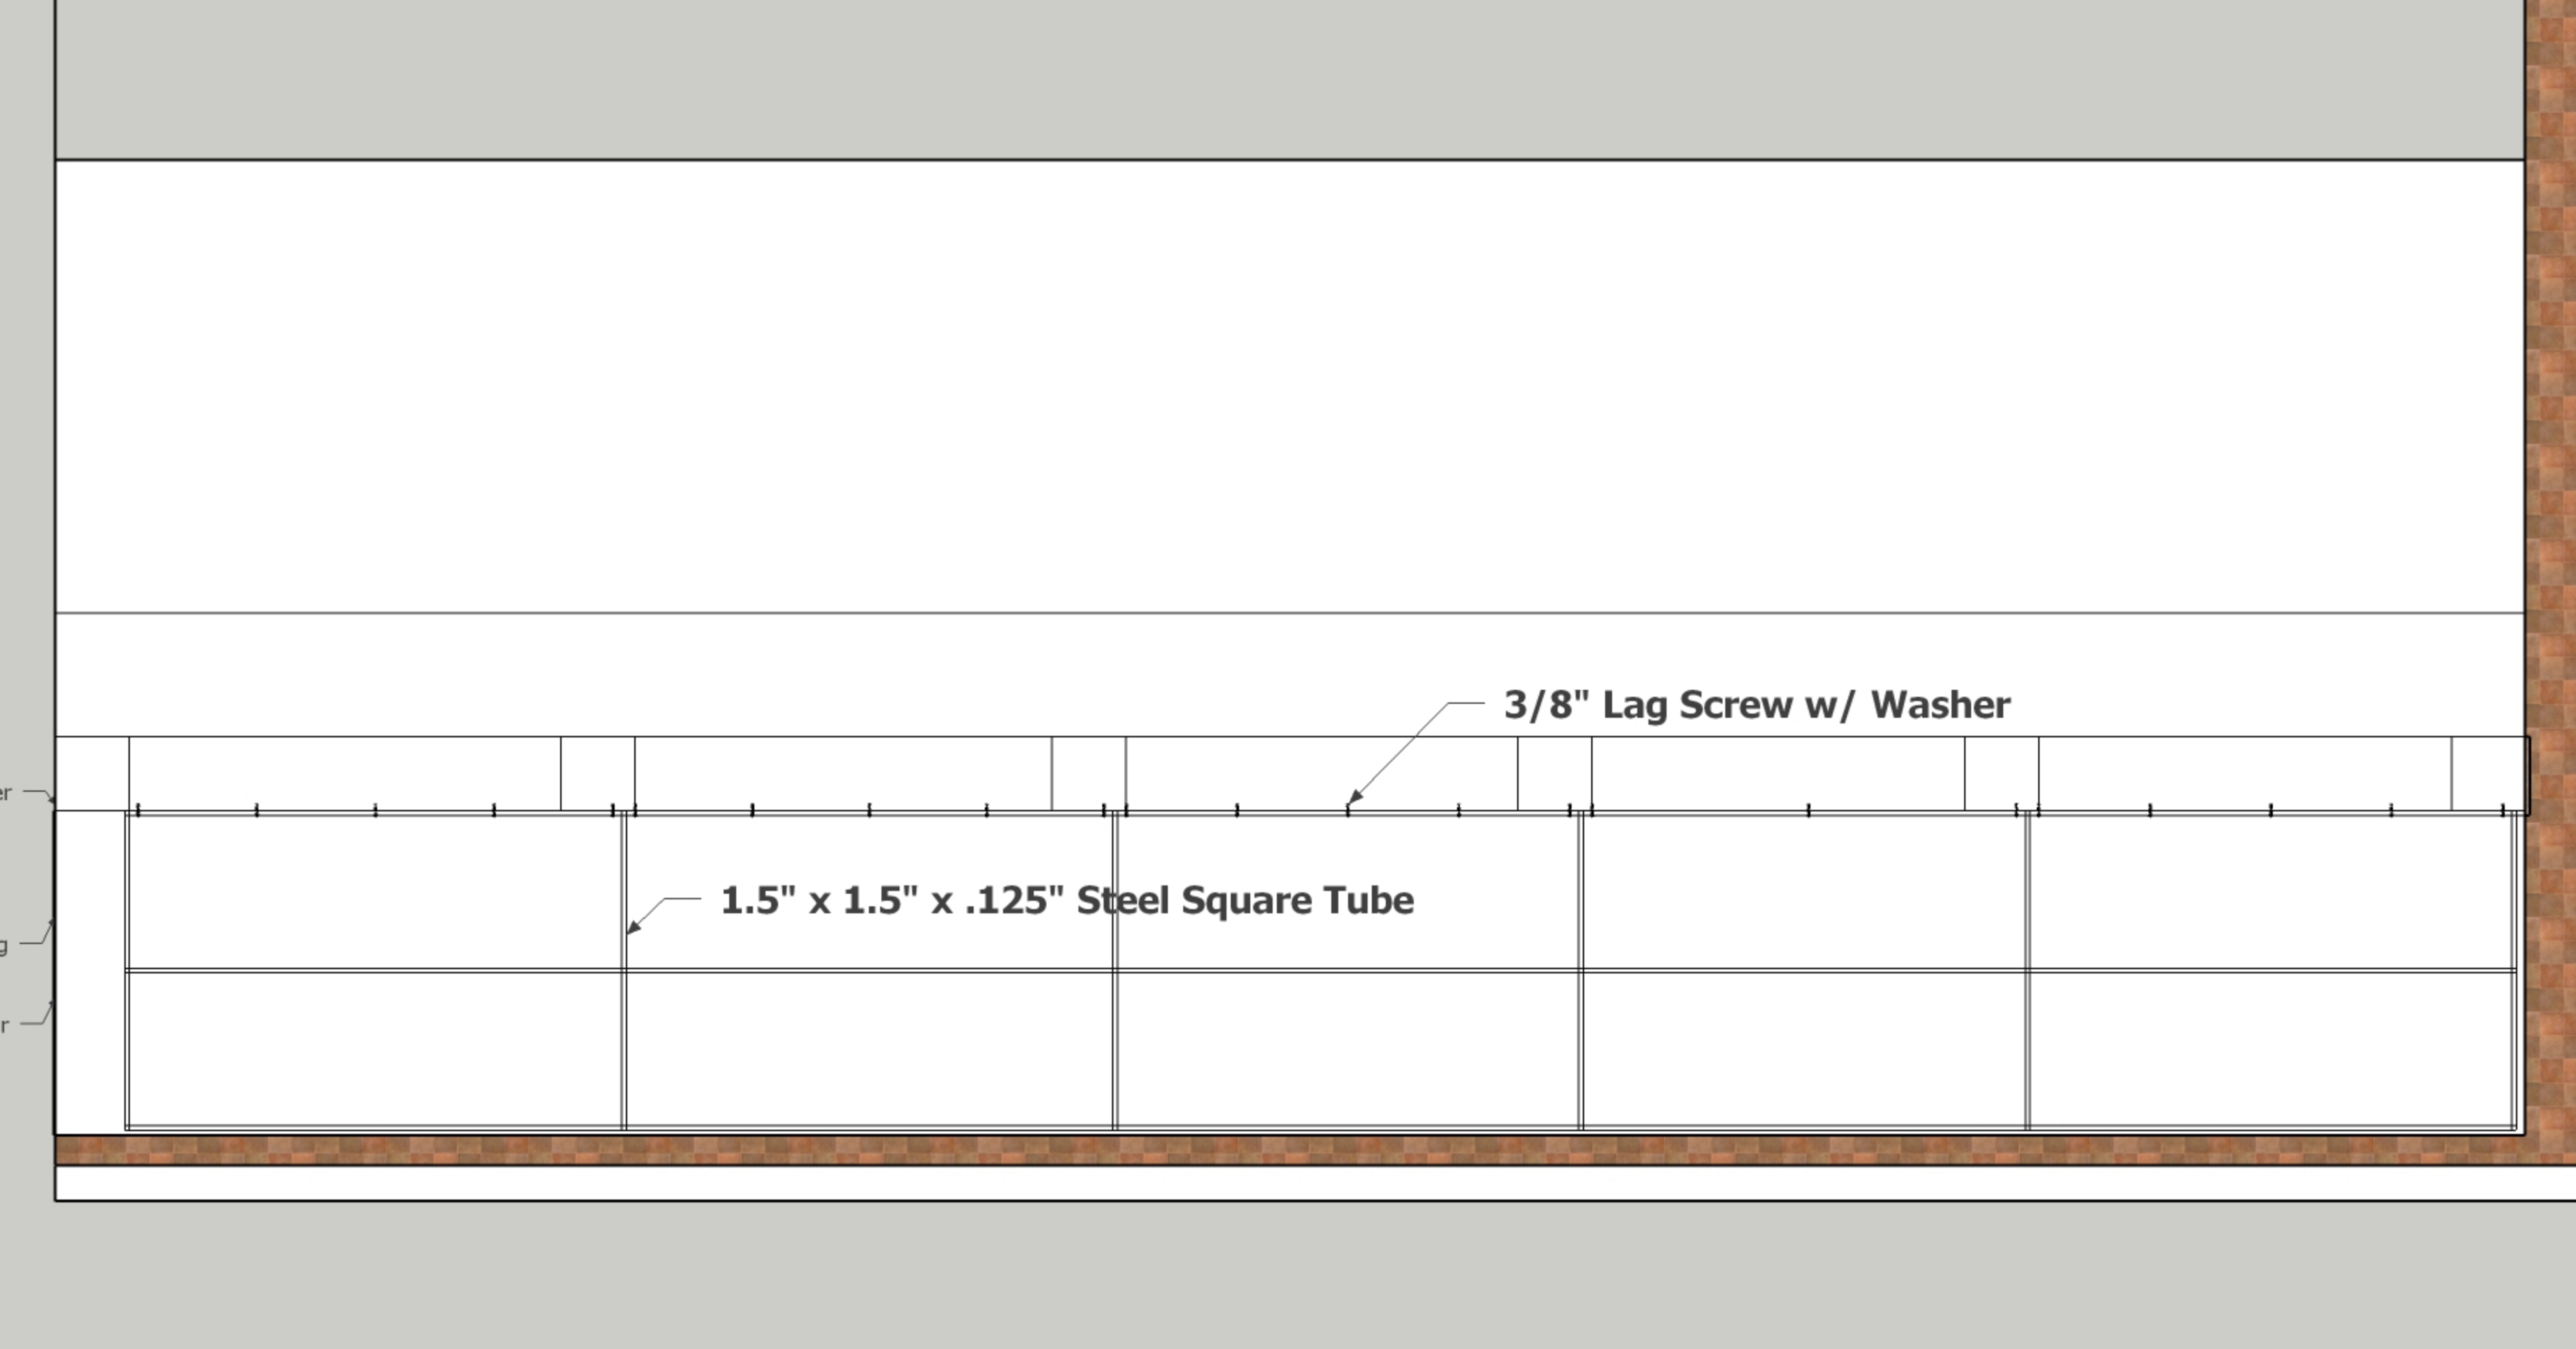 3/8" Lag Screw w/ Washer
1.5" x 1.5" x .125" Steel Square Tube